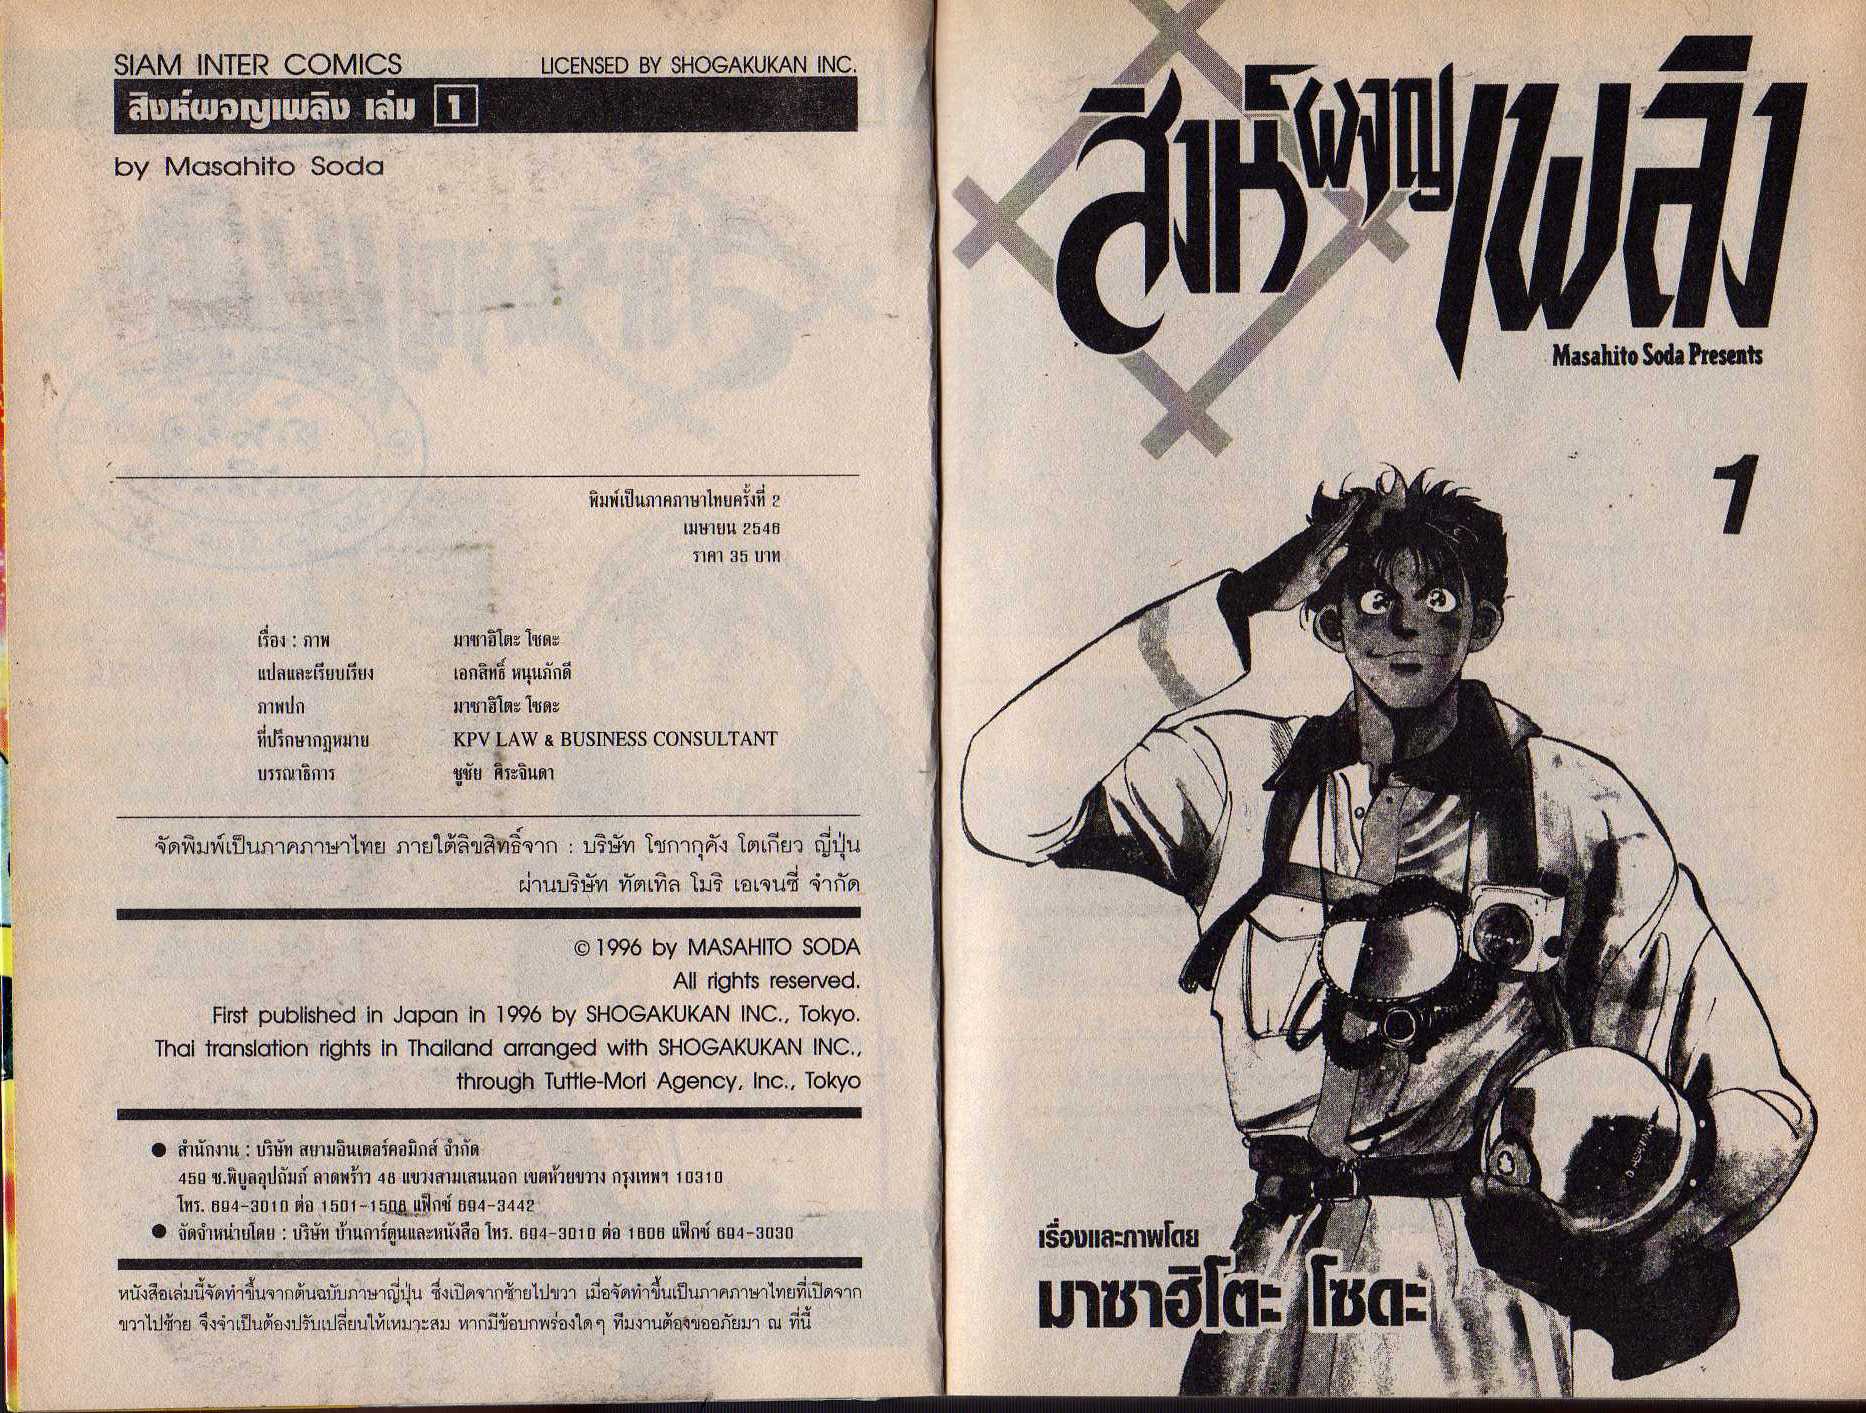 SIAM INTER COMICS LICENSED BY SHOGAKUKAN INC.
สิงห์ผจญเพลิง เล่ม 1
by Masahito Soda
พิมพ์เป็นภาคภาษาไทยครั้งที่ 2
เมษายน 2546
ราคา 35 บาท
เรื่อง : ภาพ มาซาฮิโตะ โซดะ
แปลและเรียบเรียง เอกสิทธิ์ หนุนภักดี
ภาพปก มาซาฮิโตะ โซดะ
ที่ปรึกษากฎหมาย KPV LAW & BUSINESS CONSULTANT
บรรณาธิการ ชูชัย ศิระจินดา
จัดพิมพ์เป็นภาคภาษาไทย ภายใต้ลิขสิทธิ์จาก : บริษัท โชกากุคัง โตเกียว ญี่ปุ่น
ผ่านบริษัท ทัตเทิล โมริ เอเจนซี่ จำกัด
© 1996 by MASAHITO SODA
All rights reserved.
First published in Japan in 1996 by SHOGAKUKAN INC., Tokyo.
Thai translation rights in Thailand arranged with SHOGAKUKAN INC.,
through Tuttle-Mori Agency, Inc., Tokyo
● สำนักงาน : บริษัท สยามอินเตอร์คอมิกส์ จำกัด
459 ซ.พิบูลอุปถัมภ์ ลาดพร้าว 48 แขวงสามเสนนอก เขตห้วยขวาง กรุงเทพฯ 10310
โทร. 694-3010 ต่อ 1501-1508 แฟ็กซ์ 694-3442
● จัดจำหน่ายโดย : บริษัท บ้านการ์ตูนและหนังสือ โทร. 694-3010 ต่อ 1606 แฟ็กซ์ 694-3030
หนังสือเล่มนี้จัดทำขึ้นจากต้นฉบับภาษาญี่ปุ่น ซึ่งเปิดจากซ้ายไปขวา เมื่อจัดทำขึ้นเป็นภาคภาษาไทยที่เปิดจาก
ขวาไปซ้าย จึงจำเป็นต้องปรับเปลี่ยนให้เหมาะสม หากมีข้อบกพร่องใดๆ ทีมงานต้องขออภัยมา ณ ที่นี้
สิงห์ผจญเพลิง
Masahito Soda Presents
1
เรื่องและภาพโดย
มาซาฮิโตะ โซดะ